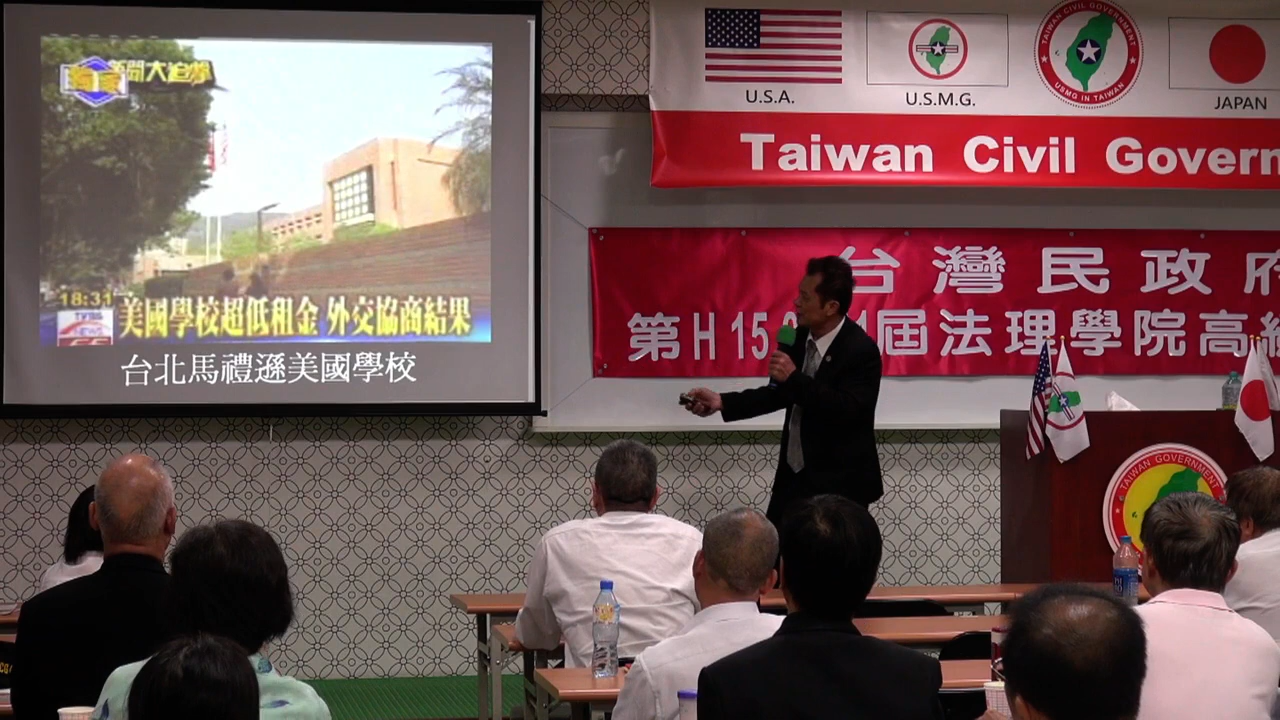 新聞大追擊
18:31
TVBS
NEWS
美國學校超低租金 外交協商結果
台北馬禮遜美國學校
U.S.A.
U.S.M.G.
TAIWAN CIVIL GOVERNMENT
USMG IN TAIWAN
JAPAN
Taiwan Civil Govern
台灣民政府
第H15
屆法理學院高級
TAIWAN GOVERNMENT